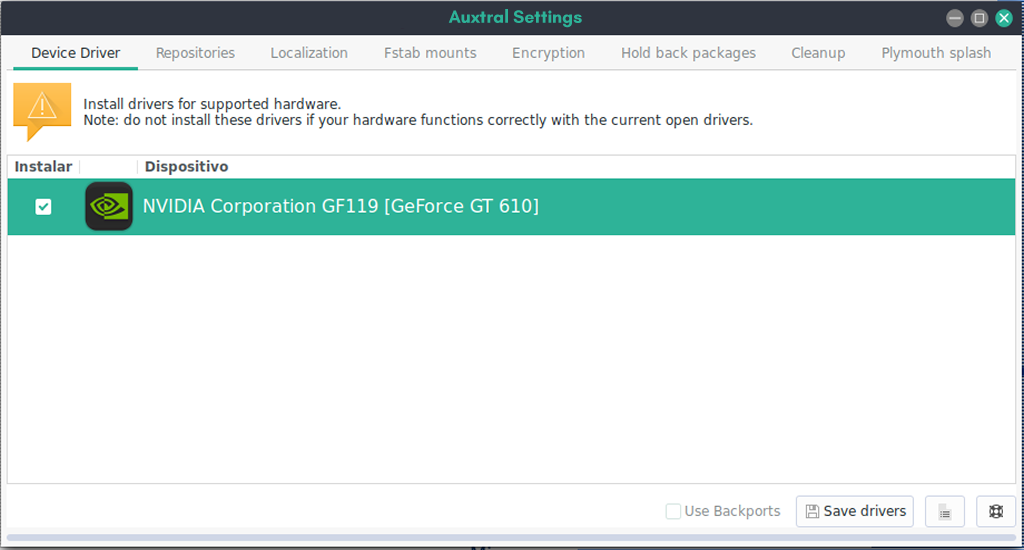 Auxtral Settings
Device Driver Repositories Localization Fstab mounts Encryption Hold back packages Cleanup Plymouth splash
Install drivers for supported hardware.
Note: do not install these drivers if your hardware functions correctly with the current open drivers.
Instalar Dispositivo
NVIDIA Corporation GF119 [GeForce GT 610]
Use Backports Save drivers